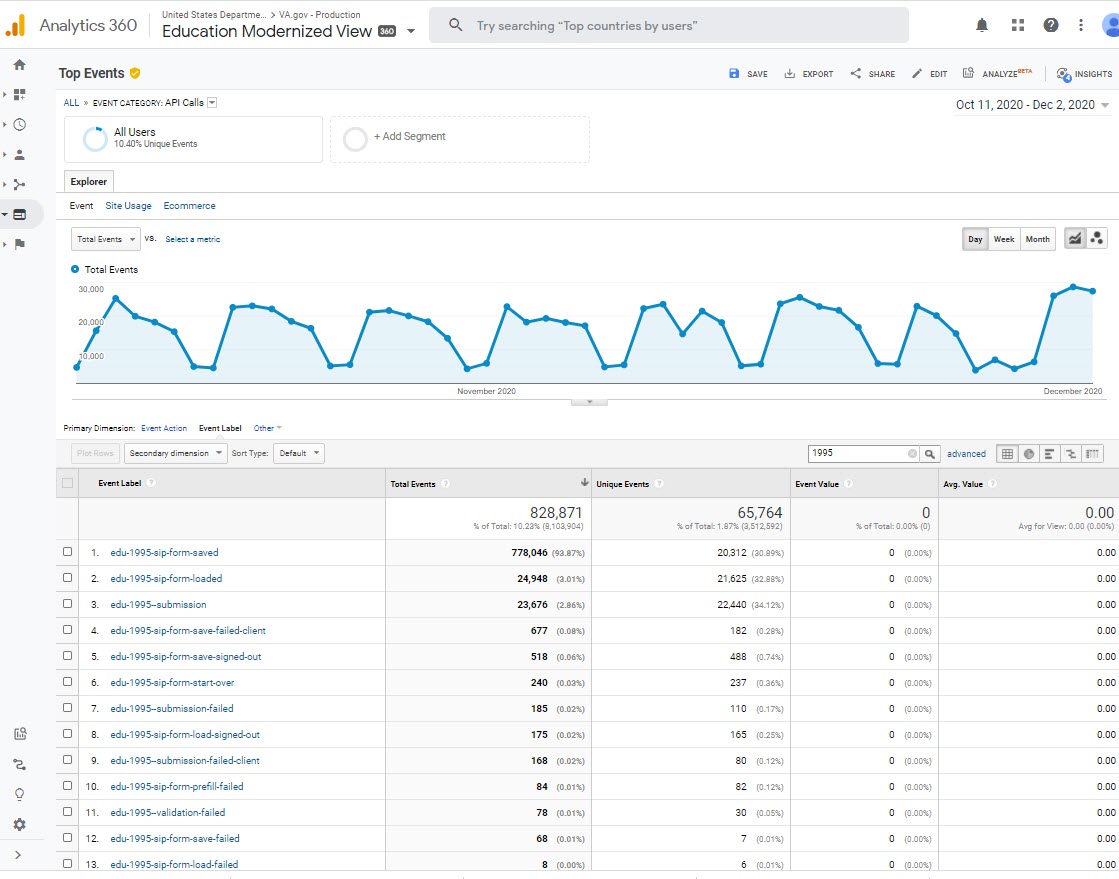 Analytics 360
United States Departme... > VA.gov - Production
Education Modernized View 360
Try searching “Top countries by users”
Top Events
SAVE EXPORT SHARE EDIT ANALYZE BETA 4 INSIGHTS
ALL » EVENT CATEGORY: API Calls
Oct 11, 2020 - Dec 2, 2020
All Users
10.40% Unique Events
+ Add Segment
Explorer
Event Site Usage Ecommerce
Total Events VS. Select a metric
Day Week Month
Total Events
30,000
20,000
10,000
November 2020 December 2020
Primary Dimension: Event Action Event Label Other
Plot Rows Secondary dimension Sort Type: Default 1995 advanced
Event Label ? Total Events ? Unique Events ? Event Value ? Avg. Value ?
828,871 65,764 0 0.00
% of Total: 10.23% (8,103,904) % of Total: 1.87% (3,512,592) % of Total: 0.00% (0) Avg for View: 0.00 (0.00%)
1. edu-1995-sip-form-saved 778,046 (93.87%) 20,312 (30.89%) 0 (0.00%) 0.00
2. edu-1995-sip-form-loaded 24,948 (3.01%) 21,625 (32.88%) 0 (0.00%) 0.00
3. edu-1995--submission 23,676 (2.86%) 22,440 (34.12%) 0 (0.00%) 0.00
4. edu-1995-sip-form-save-failed-client 677 (0.08%) 182 (0.28%) 0 (0.00%) 0.00
5. edu-1995-sip-form-save-signed-out 518 (0.06%) 488 (0.74%) 0 (0.00%) 0.00
6. edu-1995-sip-form-start-over 240 (0.03%) 237 (0.36%) 0 (0.00%) 0.00
7. edu-1995--submission-failed 185 (0.02%) 110 (0.17%) 0 (0.00%) 0.00
8. edu-1995-sip-form-load-signed-out 175 (0.02%) 165 (0.25%) 0 (0.00%) 0.00
9. edu-1995--submission-failed-client 168 (0.02%) 80 (0.12%) 0 (0.00%) 0.00
10. edu-1995-sip-form-prefill-failed 84 (0.01%) 82 (0.12%) 0 (0.00%) 0.00
11. edu-1995--validation-failed 78 (0.01%) 30 (0.05%) 0 (0.00%) 0.00
12. edu-1995-sip-form-save-failed 68 (0.01%) 7 (0.01%) 0 (0.00%) 0.00
13. edu-1995-sip-form-load-failed 8 (0.00%) 6 (0.01%) 0 (0.00%) 0.00